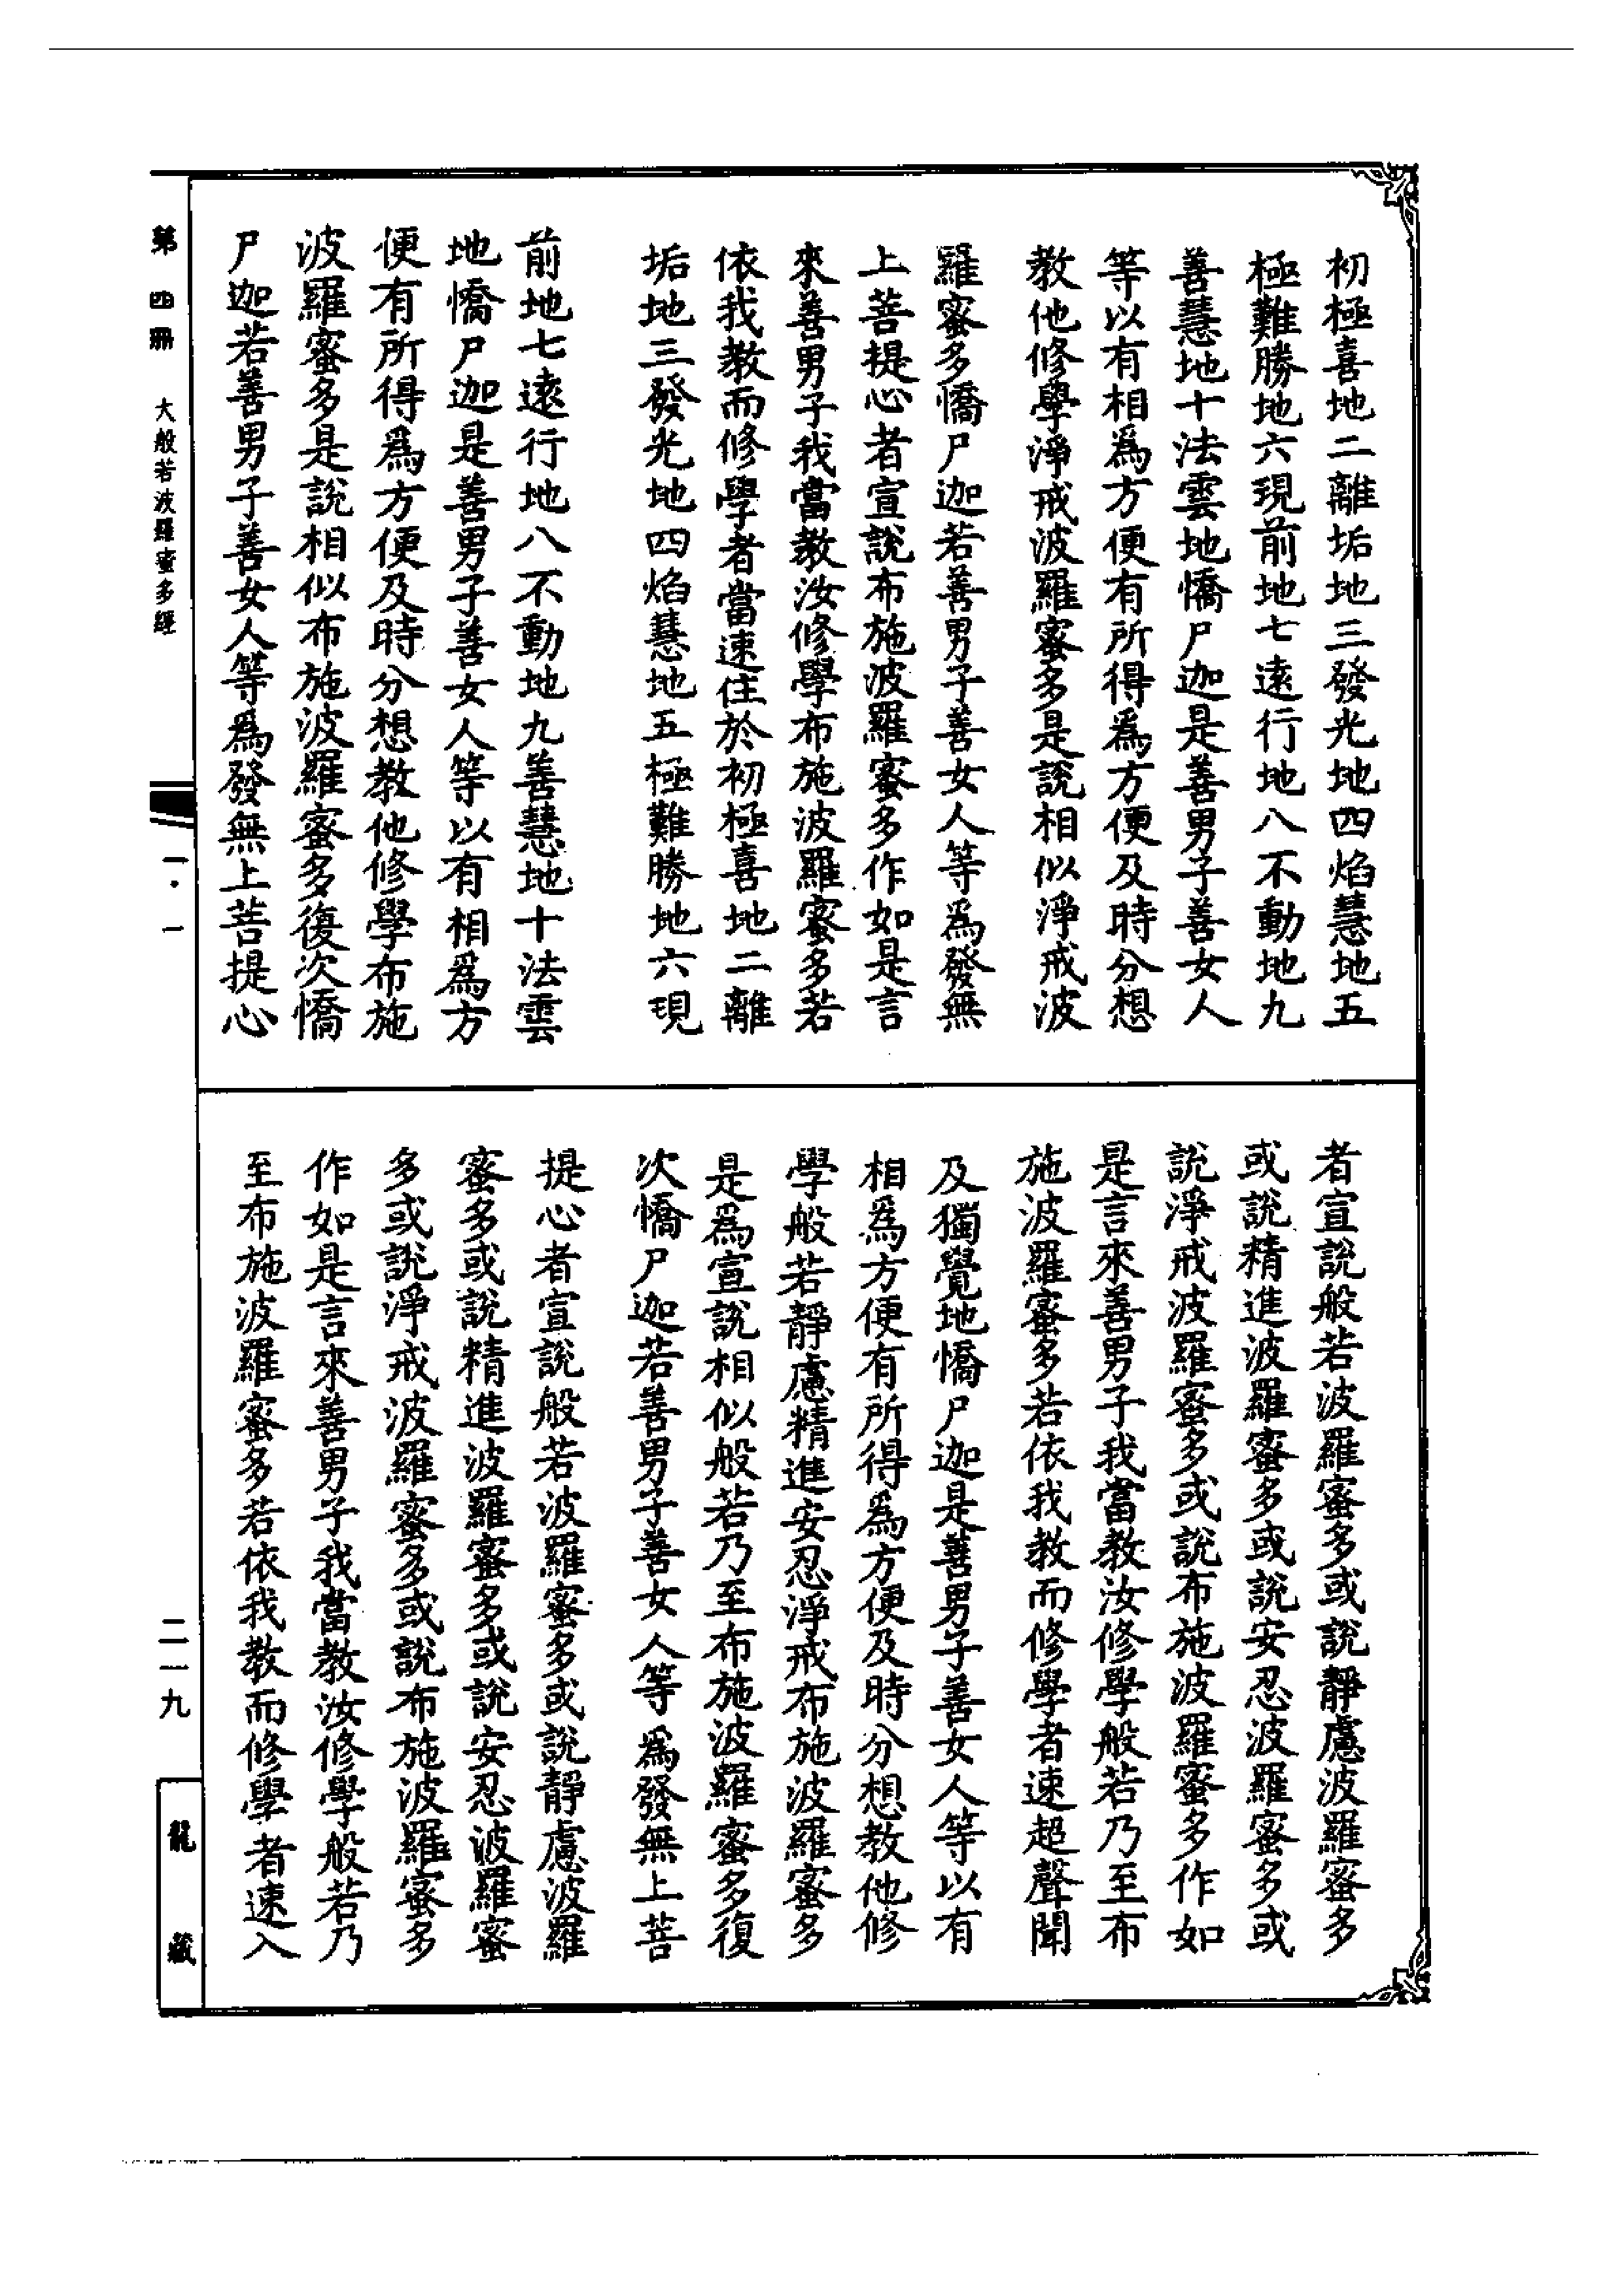 初極喜地二離垢地三發光地四焰慧地五
極難勝地六現前地七遠行地八不動地九
善慧地十法雲地憍尸迦是善男子善女人
等以有相爲方便有所得爲方便及時分想
教他修學淨戒波羅蜜多是說相似淨戒波
羅蜜多憍尸迦若善男子善女人等爲發無
上菩提心者宣說布施波羅蜜多作如是言
來善男子我當教汝修學布施波羅蜜多若
依我教而修學者當速住於初極喜地二離
垢地三發光地四焰慧地五極難勝地六現
前地七遠行地八不動地九善慧地十法雲
地憍尸迦是善男子善女人等以有相爲方
便有所得爲方便及時分想教他修學布施
波羅蜜多是說相似布施波羅蜜多復次憍
尸迦若善男子善女人等爲發無上菩提心
者宣說般若波羅蜜多或說靜慮波羅蜜多
或說精進波羅蜜多或說安忍波羅蜜多或
說淨戒波羅蜜多或說布施波羅蜜多作如
是言來善男子我當教汝修學般若乃至布
施波羅蜜多若依我教而修學者速超聲聞
及獨覺地憍尸迦是善男子善女人等以有
相爲方便有所得爲方便及時分想教他修
學般若靜慮精進安忍淨戒布施波羅蜜多
是爲宣說相似般若乃至布施波羅蜜多復
次憍尸迦若善男子善女人等爲發無上菩
提心者宣說般若波羅蜜多或說靜慮波羅
蜜多或說精進波羅蜜多或說安忍波羅蜜
多或說淨戒波羅蜜多或說布施波羅蜜多
作如是言來善男子我當教汝修學般若乃
至布施波羅蜜多若依我教而修學者速入
第四冊 大般若波羅蜜多經 一·一 二一九 龍藏